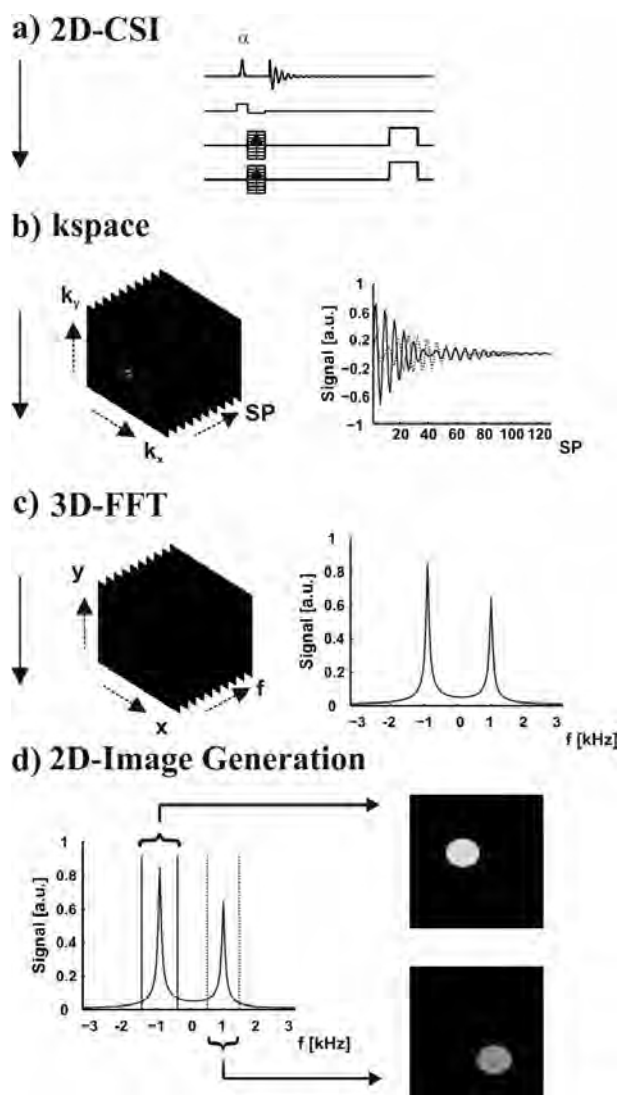 a) 2D-CSI
α
b) kspace
k_y
k_x
SP
Signal [a.u.]
1
0.6
0.2
−0.2
−0.6
−1
20 40 60 80 100 120
SP
c) 3D-FFT
y
x
f
Signal [a.u.]
1
0.8
0.6
0.4
0.2
0
−3 −2 −1 0 1 2 3
f [kHz]
d) 2D-Image Generation
Signal [a.u.]
1
0.8
0.6
0.4
0.2
0
−3 -2 −1 0 1 2 3
f [kHz]